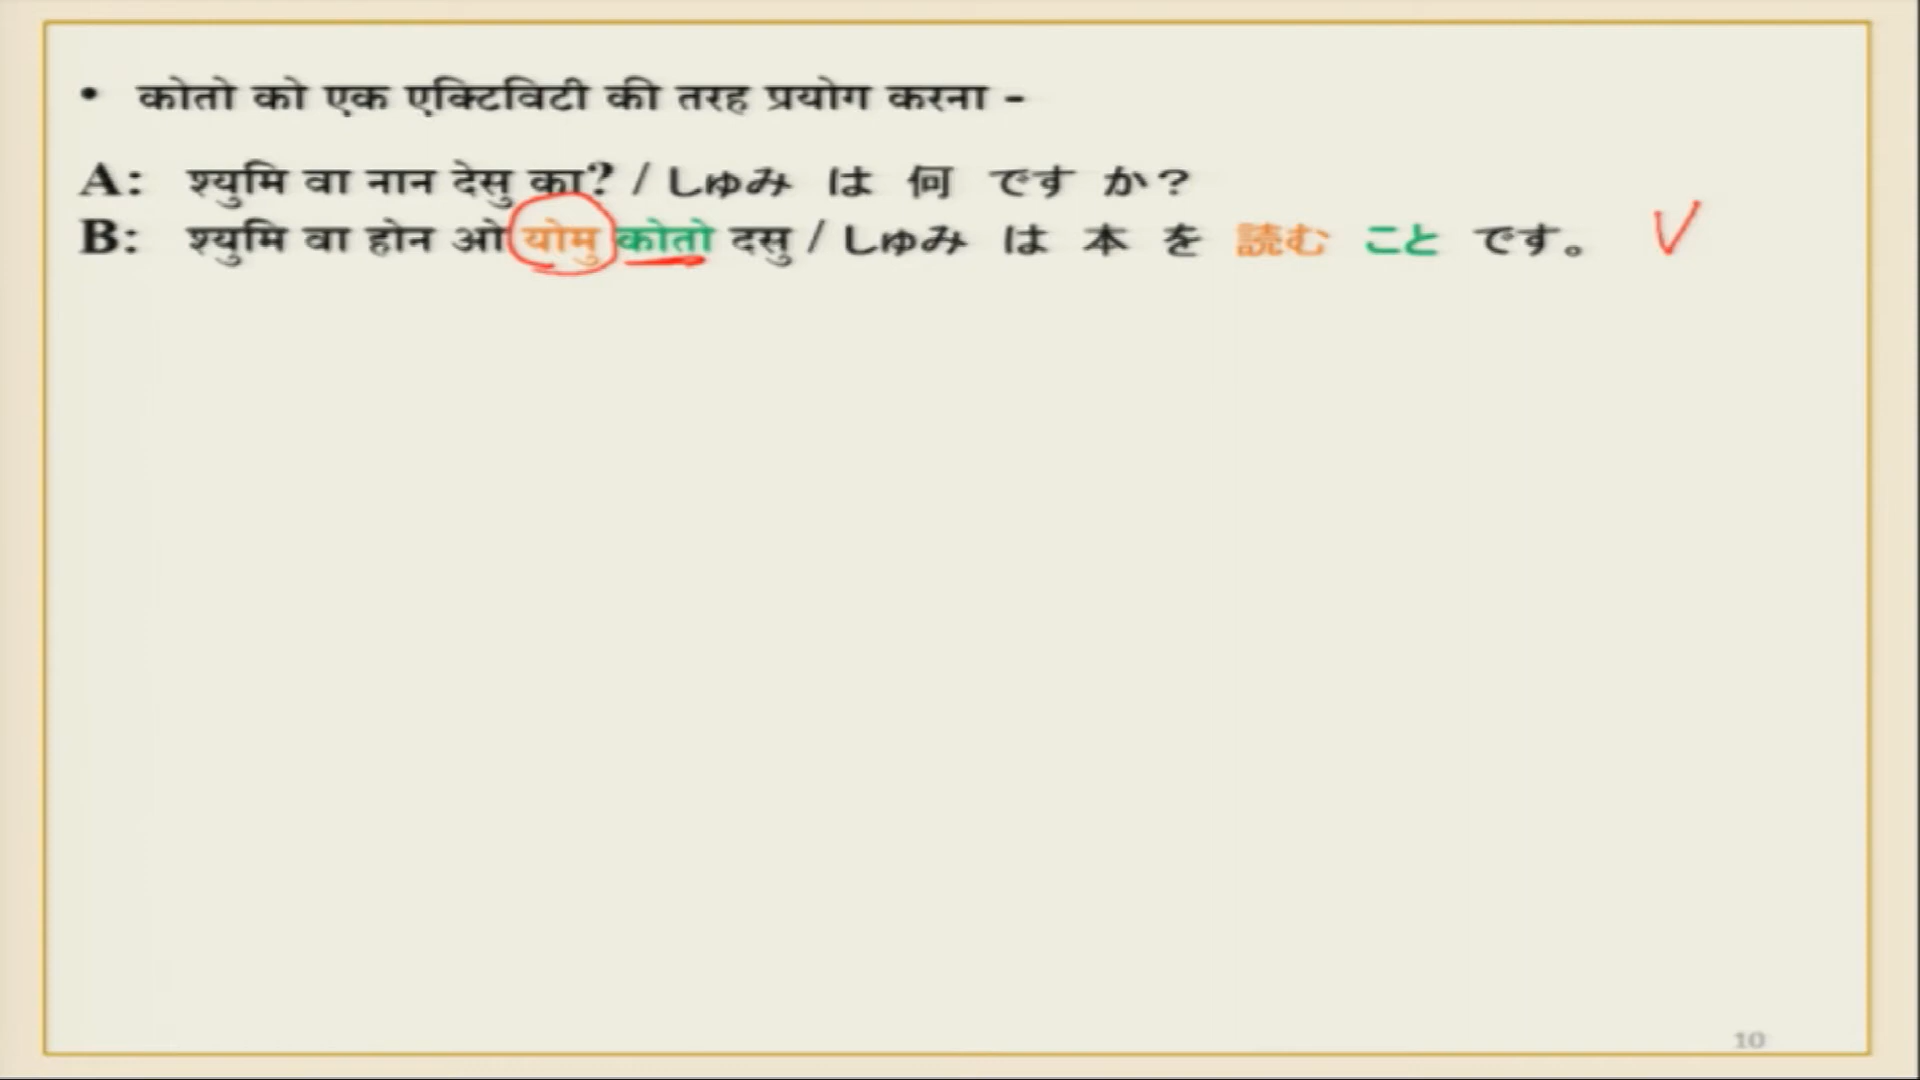 • कोतो को एक एक्टिविटी की तरह प्रयोग करना -
A: श्युमि वा नान देसु का? / しゅみ は 何 です か?
B: श्युमि वा होन ओ योमु कोतो दसु / しゅみ は 本 を 読む こと です。
10